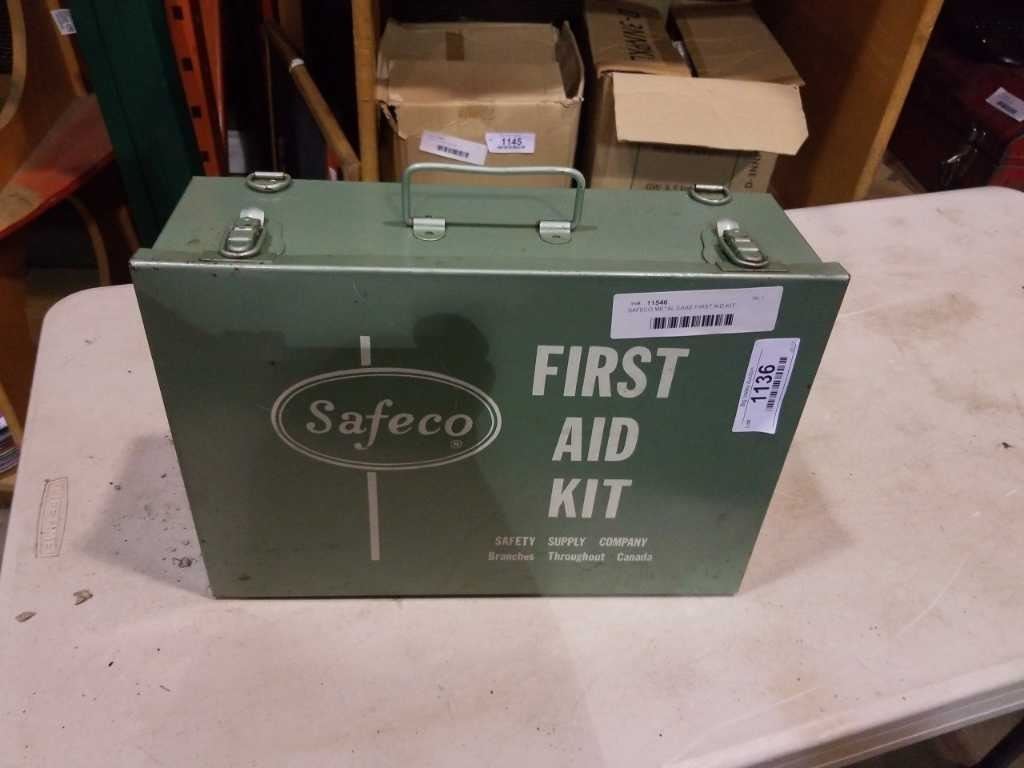 1145
11546
SAFECO METAL CASE FIRST AID KIT
1136
Safeco
®
FIRST
AID
KIT
SAFETY SUPPLY COMPANY
Branches Throughout Canada
LIFETIME